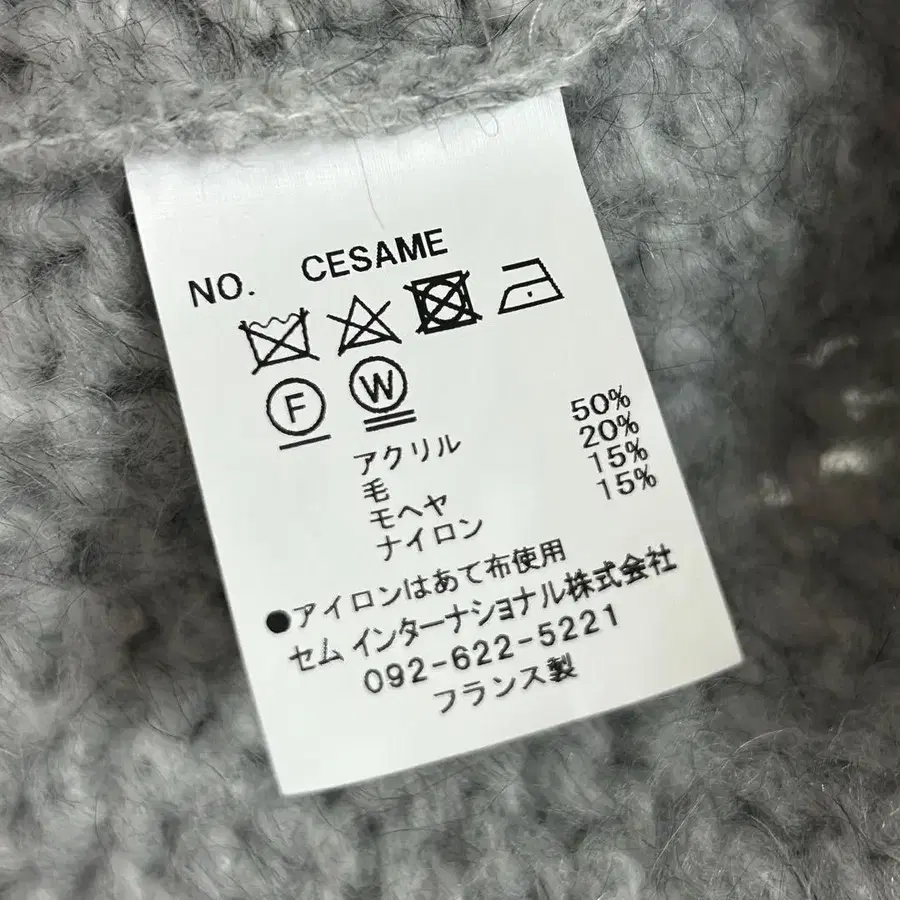 NO. CESAME
F W
アクリル 50%
毛 20%
モヘヤ 15%
ナイロン 15%
●アイロンはあて布使用
セム インターナショナル株式会社
092-622-5221
フランス製